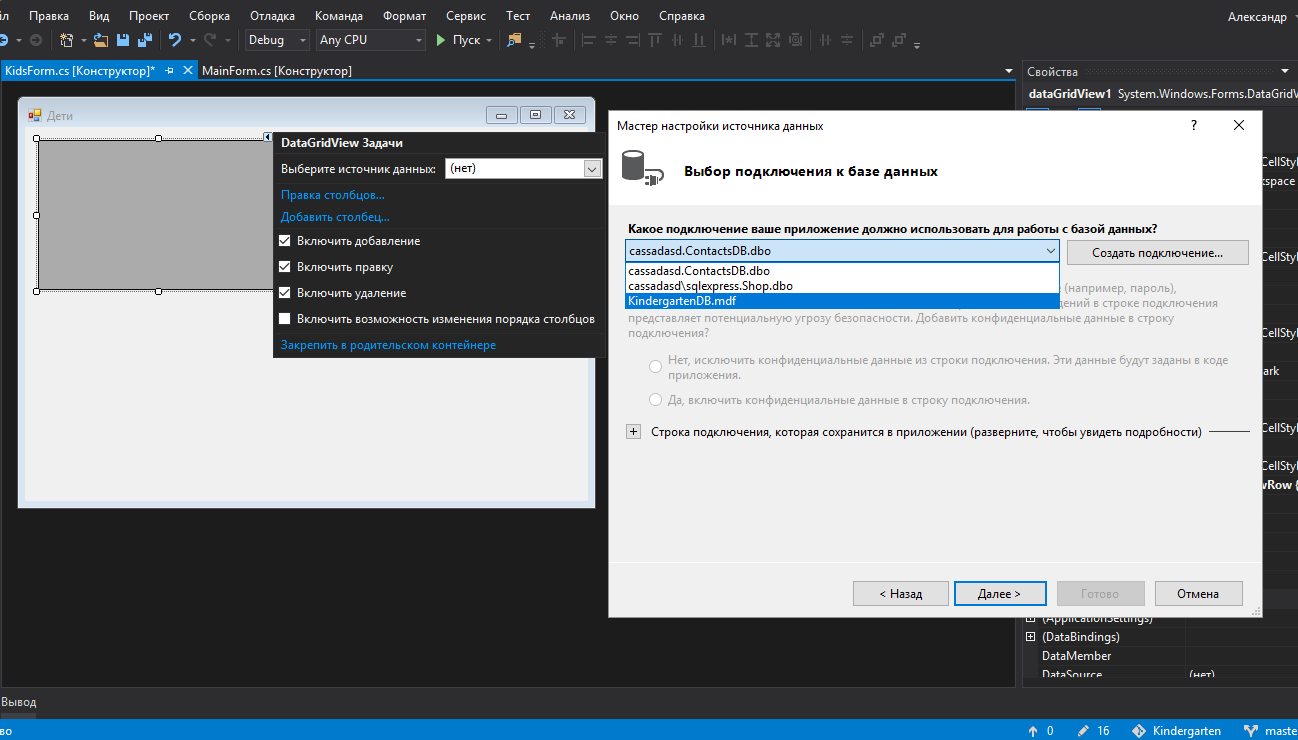 Правка Вид Проект Сборка Отладка Команда Формат Сервис Тест Анализ Окно Справка Александр
Debug Any CPU Пуск
KidsForm.cs [Конструктор]* MainForm.cs [Конструктор]
Свойства
dataGridView1 System.Windows.Forms.DataGridV
Дети
DataGridView Задачи
Выберите источник данных: (нет)
Правка столбцов...
Добавить столбец...
Включить добавление
Включить правку
Включить удаление
Включить возможность изменения порядка столбцов
Закрепить в родительском контейнере
Мастер настройки источника данных ?
Выбор подключения к базе данных
Какое подключение ваше приложение должно использовать для работы с базой данных?
cassadasd.ContactsDB.dbo Создать подключение...
cassadasd.ContactsDB.dbo
cassadasd\sqlexpress.Shop.dbo
KindergartenDB.mdf
(например, пароль),
дений в строке подключения
представляет потенциальную угрозу безопасности. Добавить конфиденциальные данные в строку
подключения?
Нет, исключить конфиденциальные данные из строки подключения. Эти данные будут заданы в коде
приложения.
Да, включить конфиденциальные данные в строку подключения.
+ Строка подключения, которая сохранится в приложении (разверните, чтобы увидеть подробности)
< Назад Далее > Готово Отмена
CellStyl
kspace
CellStyl
CellStyl
ark
CellStyl
CellStyl
wRow {
(ApplicationSettings)
(DataBindings)
DataMember
DataSource (нет)
Вывод
во 0 16 Kindergarten maste